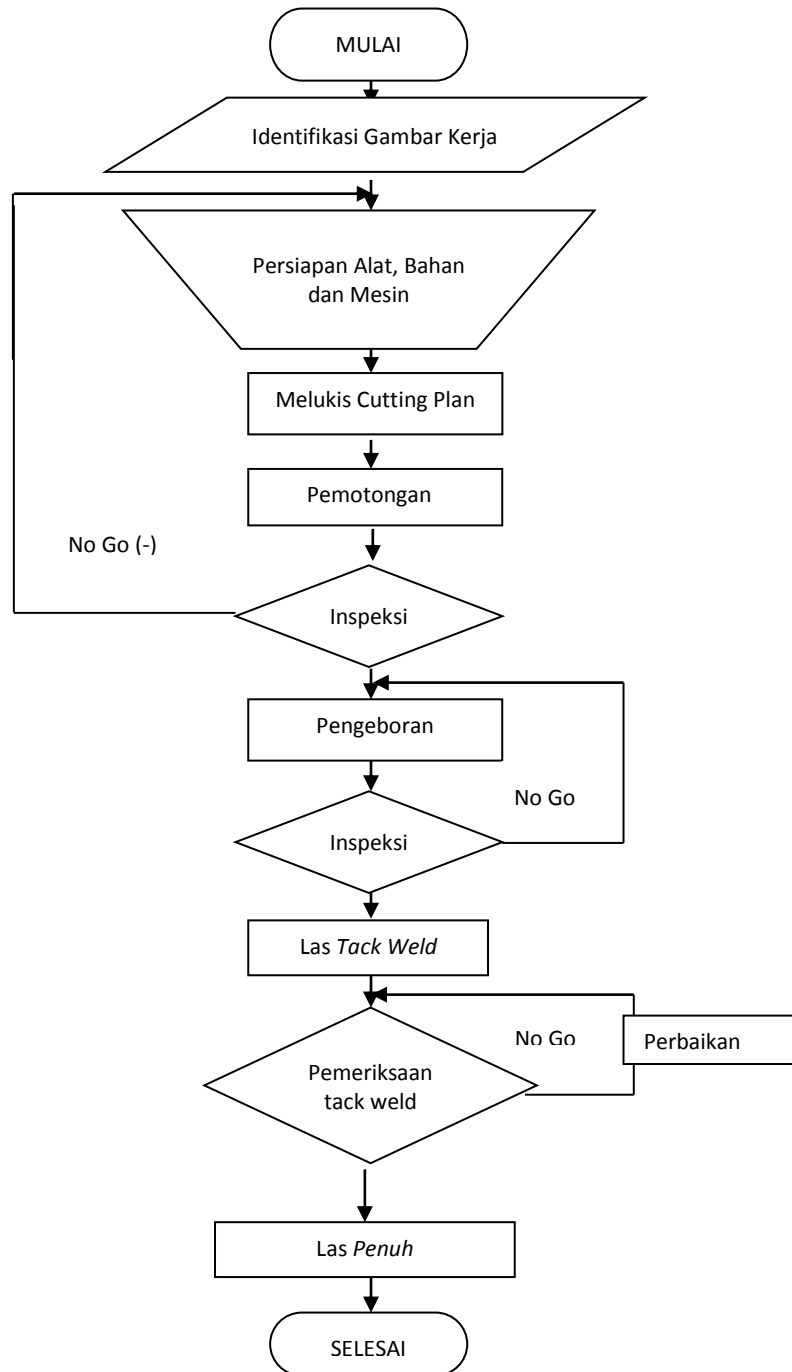 MULAI
Identifikasi Gambar Kerja
Persiapan Alat, Bahan
dan Mesin
Melukis Cutting Plan
Pemotongan
No Go (-)
Inspeksi
Pengeboran
No Go
Inspeksi
Las Tack Weld
No Go
Perbaikan
Pemeriksaan
tack weld
Las Penuh
SELESAI